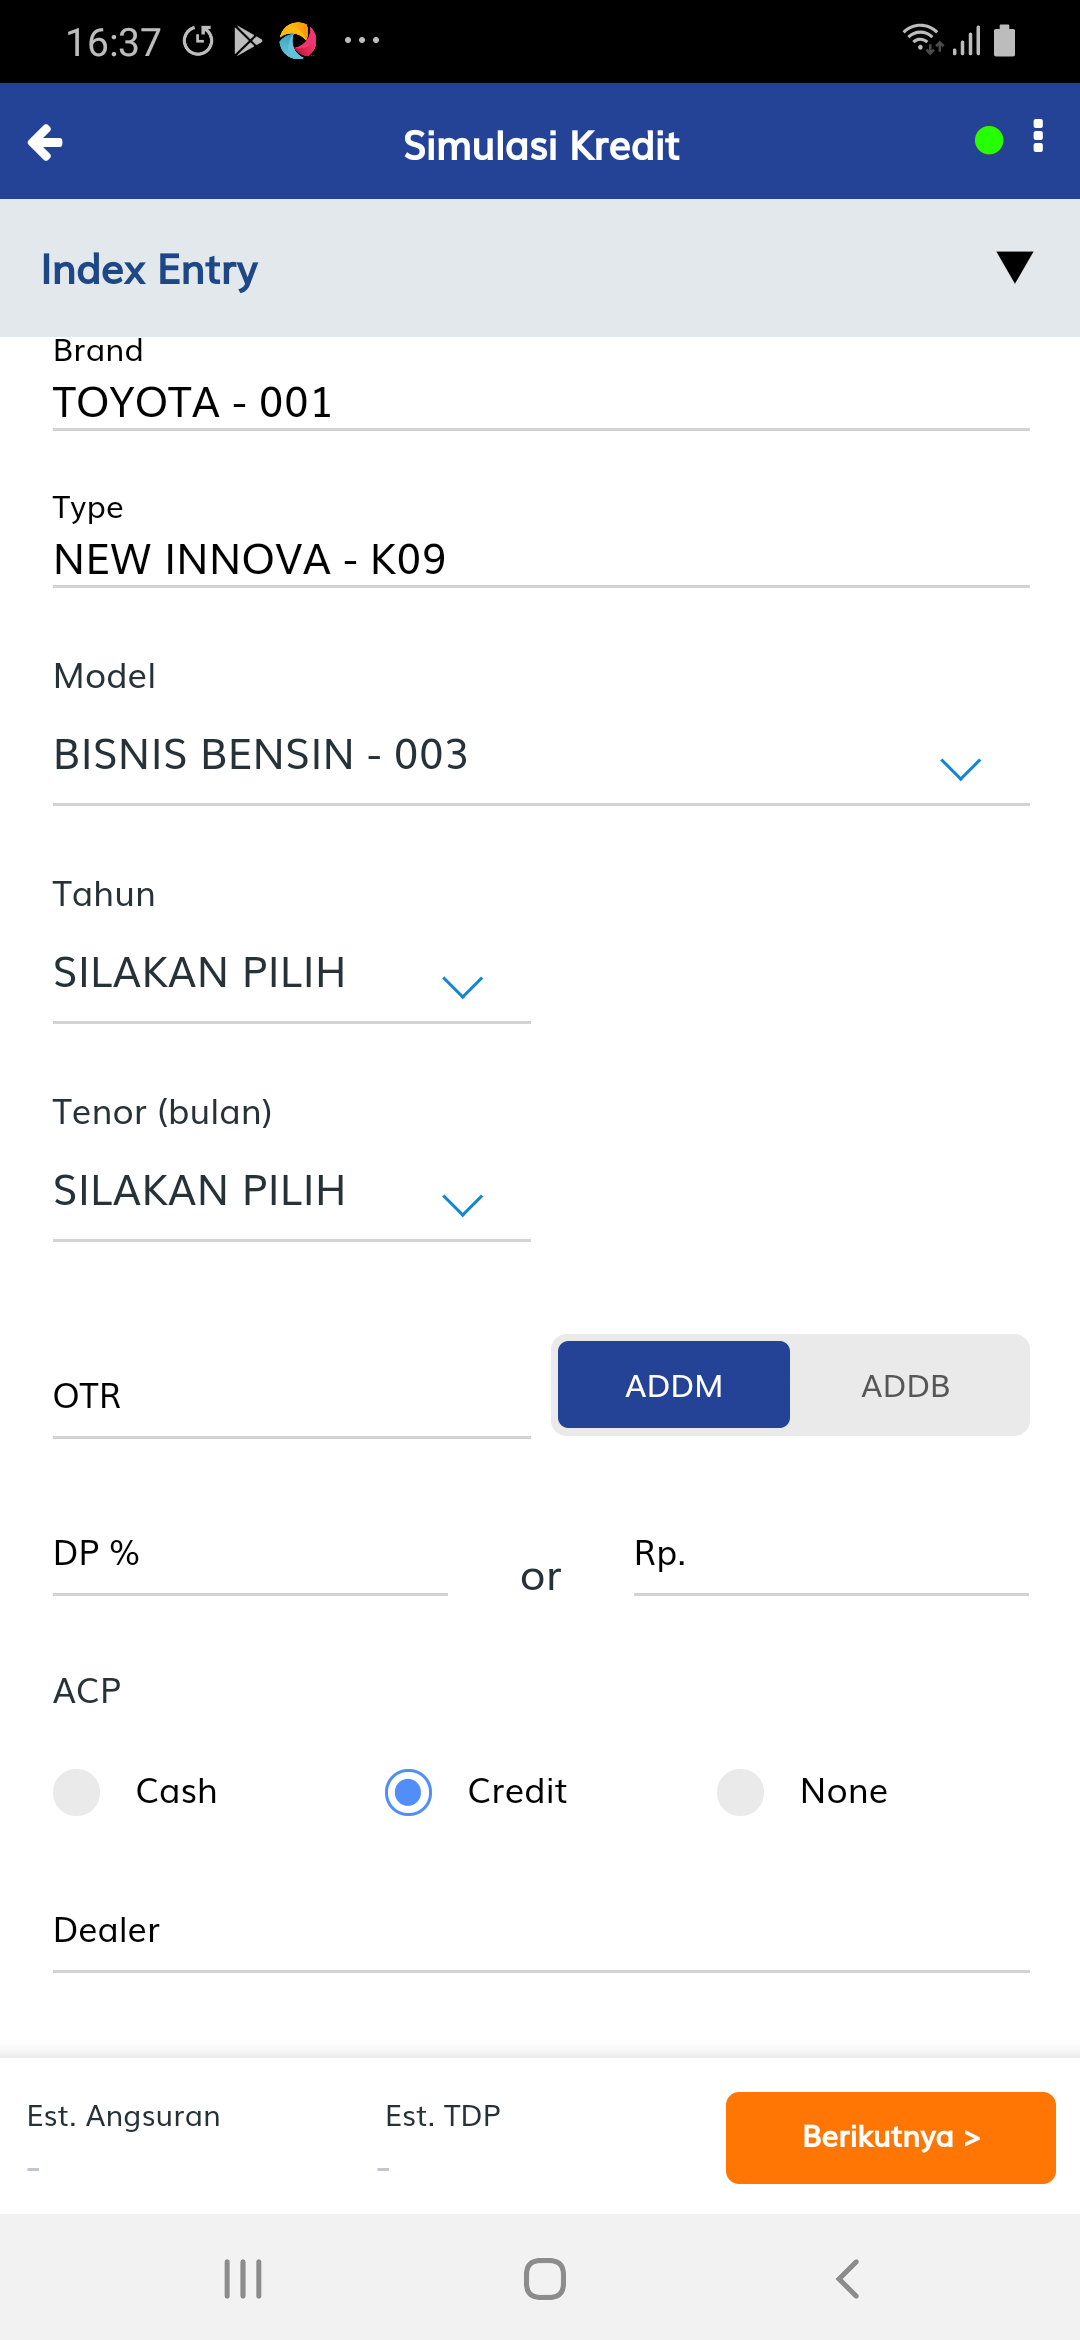 16:37
Simulasi Kredit
Index Entry
Brand
TOYOTA - 001
Type
NEW INNOVA - K09
Model
BISNIS BENSIN - 003
Tahun
SILAKAN PILIH
Tenor (bulan)
SILAKAN PILIH
OTR
ADDM ADDB
DP % or Rp.
ACP
Cash Credit None
Dealer
Est. Angsuran Est. TDP
- -
Berikutnya >